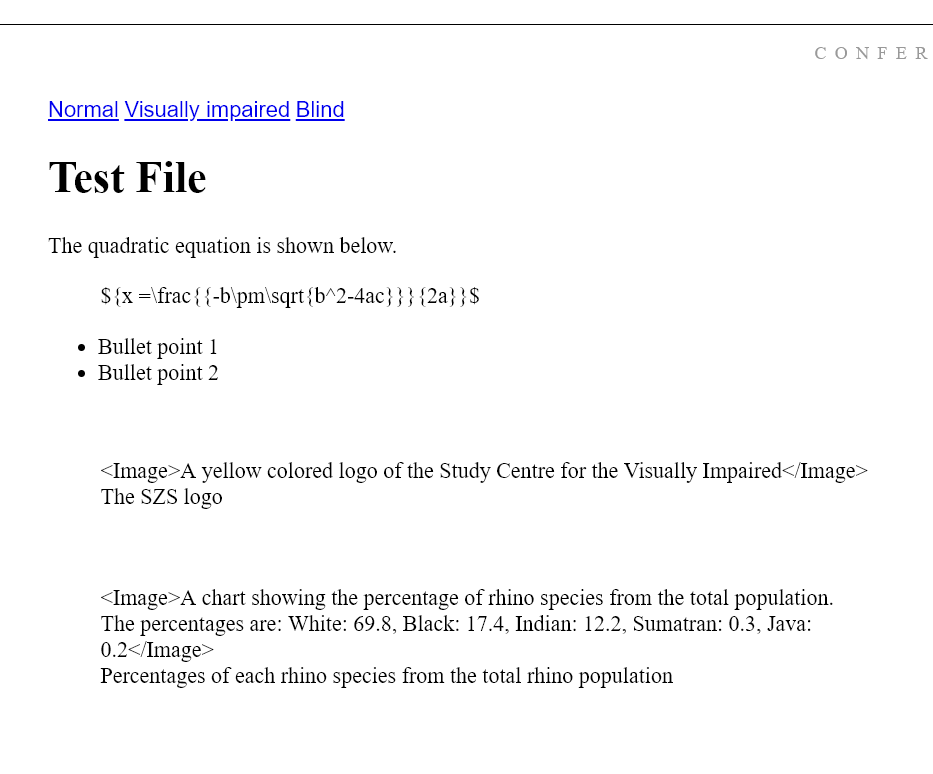 CONFER
Normal Visually impaired Blind
Test File
The quadratic equation is shown below.
${x =\frac{{-b\pm\sqrt{b^2-4ac}}}{2a}}$
• Bullet point 1
• Bullet point 2
<Image>A yellow colored logo of the Study Centre for the Visually Impaired</Image>
The SZS logo
<Image>A chart showing the percentage of rhino species from the total population.
The percentages are: White: 69.8, Black: 17.4, Indian: 12.2, Sumatran: 0.3, Java:
0.2</Image>
Percentages of each rhino species from the total rhino population